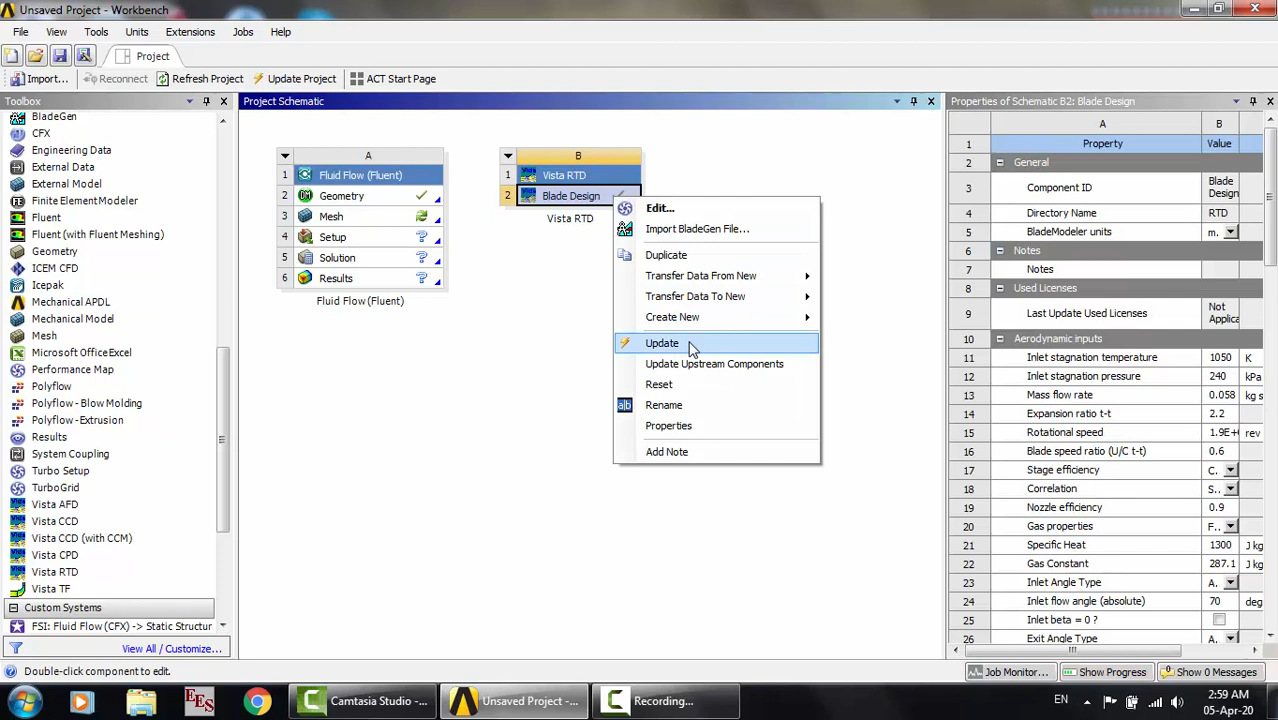 Unsaved Project - Workbench
File View Tools Units Extensions Jobs Help
Project
Import... Reconnect Refresh Project Update Project ACT Start Page
Toolbox
BladeGen
CFX
Engineering Data
External Data
External Model
Finite Element Modeler
Fluent
Fluent (with Fluent Meshing)
Geometry
ICEM CFD
Icepak
Mechanical APDL
Mechanical Model
Mesh
Microsoft Office Excel
Performance Map
Polyflow
Polyflow - Blow Molding
Polyflow - Extrusion
Results
System Coupling
Turbo Setup
TurboGrid
Vista AFD
Vista CCD
Vista CCD (with CCM)
Vista CPD
Vista RTD
Vista TF
Custom Systems
FSI: Fluid Flow (CFX) -> Static Structur
View All / Customize...
Project Schematic
A
1 Fluid Flow (Fluent)
2 Geometry
3 Mesh
4 Setup
5 Solution
6 Results
Fluid Flow (Fluent)
B
1 Vista RTD
2 Blade Design
Vista RTD
Edit...
Import BladeGen File...
Duplicate
Transfer Data From New
Transfer Data To New
Create New
Update
Update Upstream Components
Reset
Rename
Properties
Add Note
Properties of Schematic B2: Blade Design
A B
1 Property Value
2 General
3 Component ID Blade Design
4 Directory Name RTD
5 BladeModeler units m.
6 Notes
7 Notes
8 Used Licenses
9 Last Update Used Licenses Not Applica
10 Aerodynamic inputs
11 Inlet stagnation temperature 1050 K
12 Inlet stagnation pressure 240 kPa
13 Mass flow rate 0.058 kg s
14 Expansion ratio t-t 2.2
15 Rotational speed 1.9E+ rev
16 Blade speed ratio (U/C t-t) 0.6
17 Stage efficiency C.
18 Correlation S..
19 Nozzle efficiency 0.9
20 Gas properties F..
21 Specific Heat 1300 J kg
22 Gas Constant 287.1 J kg
23 Inlet Angle Type A.
24 Inlet flow angle (absolute) 70 deg
25 Inlet beta = 0 ?
26 Exit Angle Type A.
Double-click component to edit.
Job Monitor... Show Progress Show 0 Messages
EES
Camtasia Studio -...
Unsaved Project -...
Recording...
EN
2:59 AM
05-Apr-20